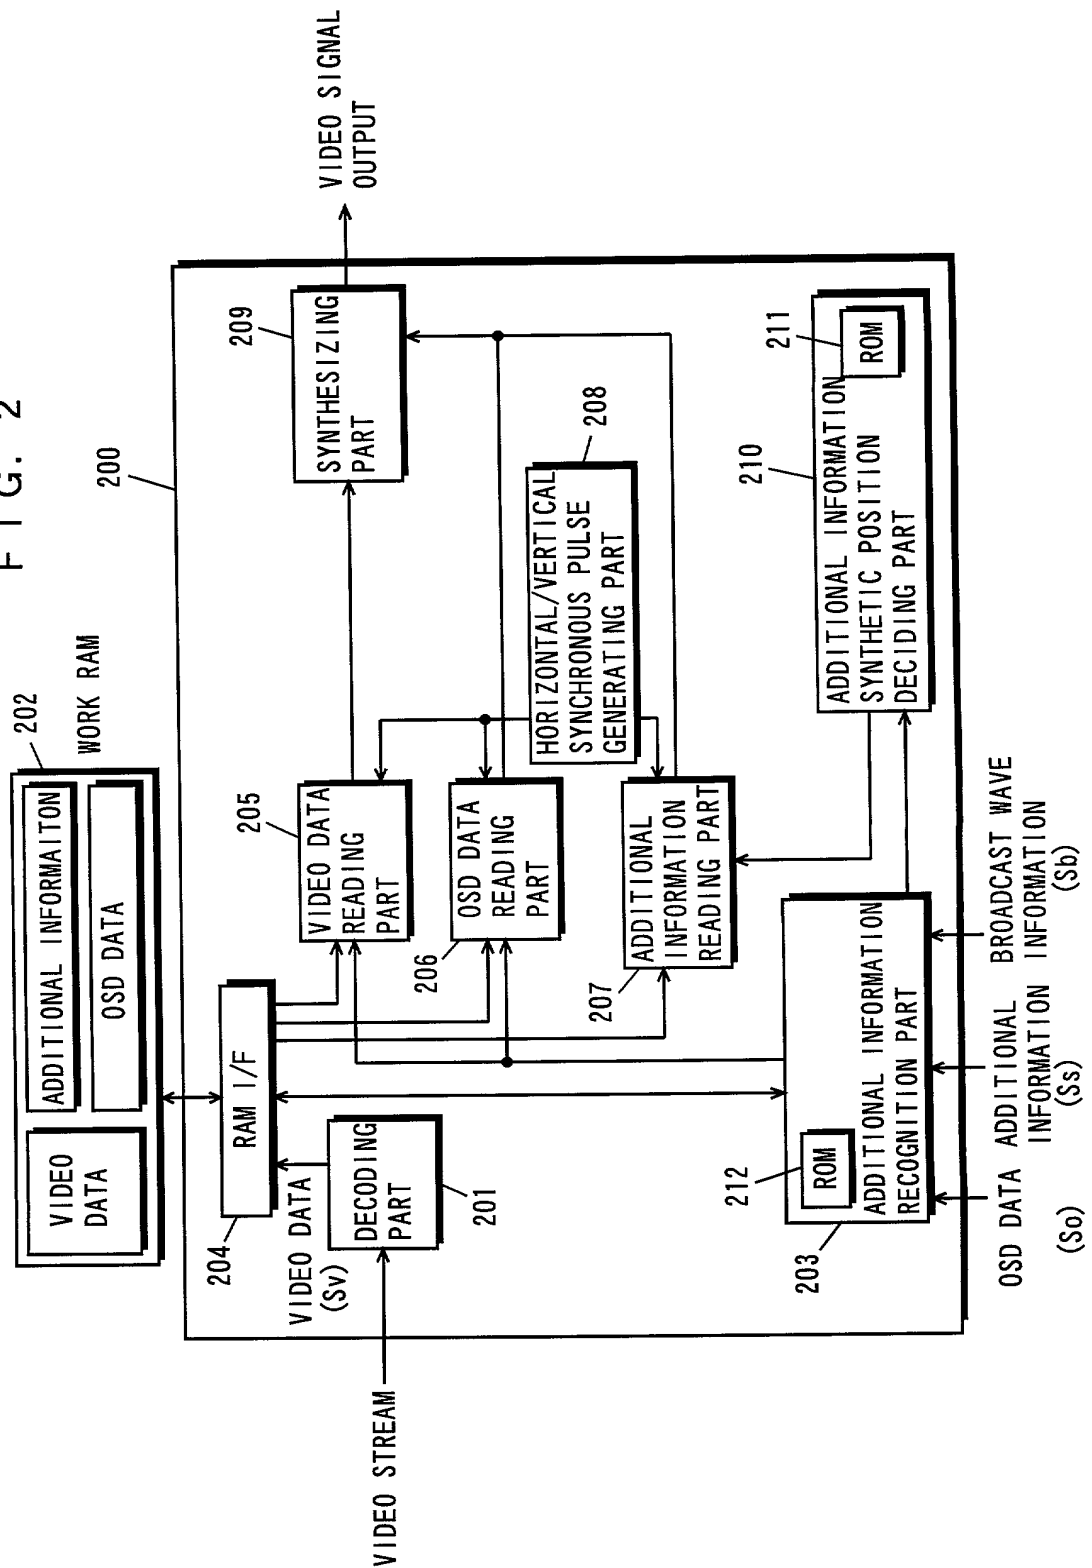 FIG. 2
202
WORK RAM
VIDEO
DATA
ADDITIONAL INFORMAITON
OSD DATA
200
204
RAM I/F
VIDEO DATA
(Sv)
DECODING
PART
201
VIDEO STREAM
205
VIDEO DATA
READING
PART
206
OSD DATA
READING
PART
207
ADDITIONAL
INFORMATION
READING PART
HORIZONTAL/VERTICAL
SYNCHRONOUS PULSE
GENERATING PART
208
209
SYNTHESIZING
PART
VIDEO SIGNAL
OUTPUT
212
ROM
ADDITIONAL INFORMATION
RECOGNITION PART
203
210
ADDITIONAL INFORMATION
SYNTHETIC POSITION
DECIDING PART
211
ROM
OSD DATA
(So)
ADDITIONAL
INFORMATION
(Ss)
BROADCAST WAVE
INFORMATION
(Sb)